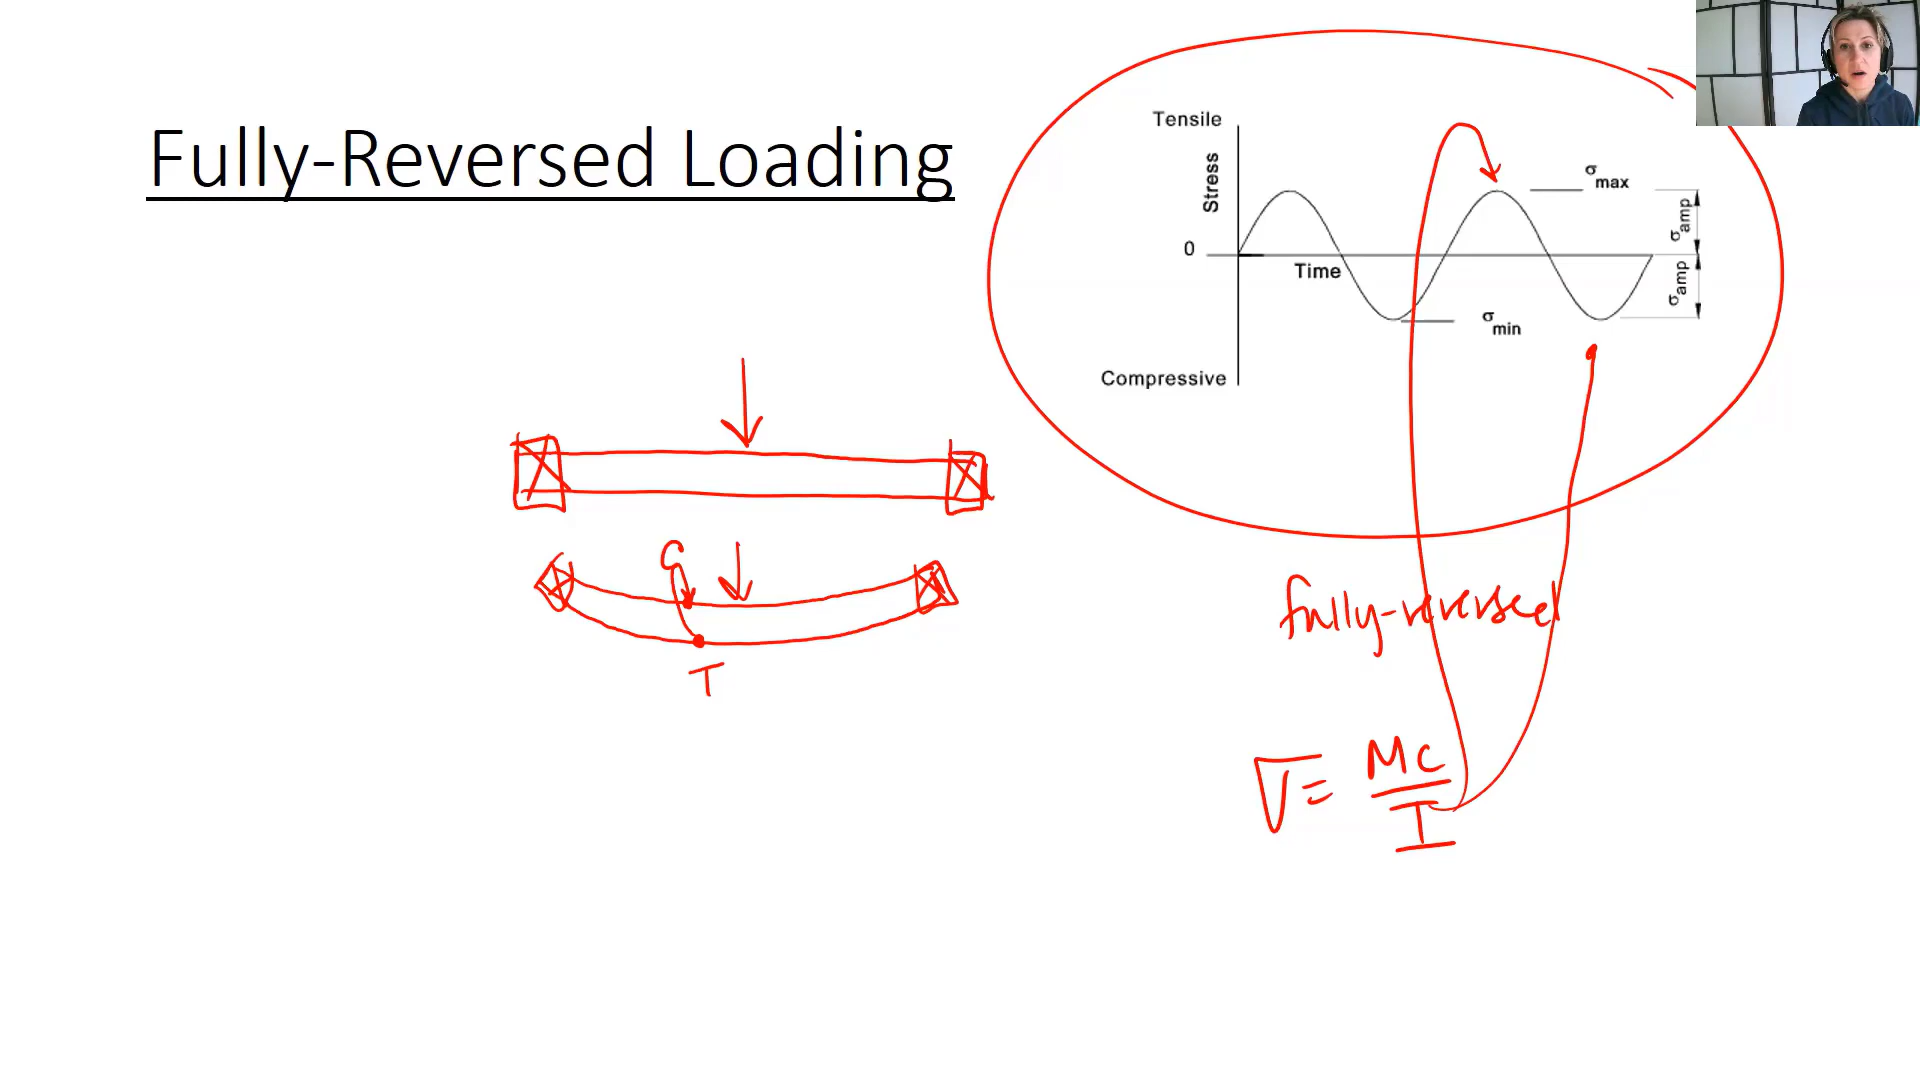 Fully-Reversed Loading
Tensile
Stress
0
Time
Compressive
σmax
σmin
σamp
σamp
C
T
fully-reversed
σ = Mc
I